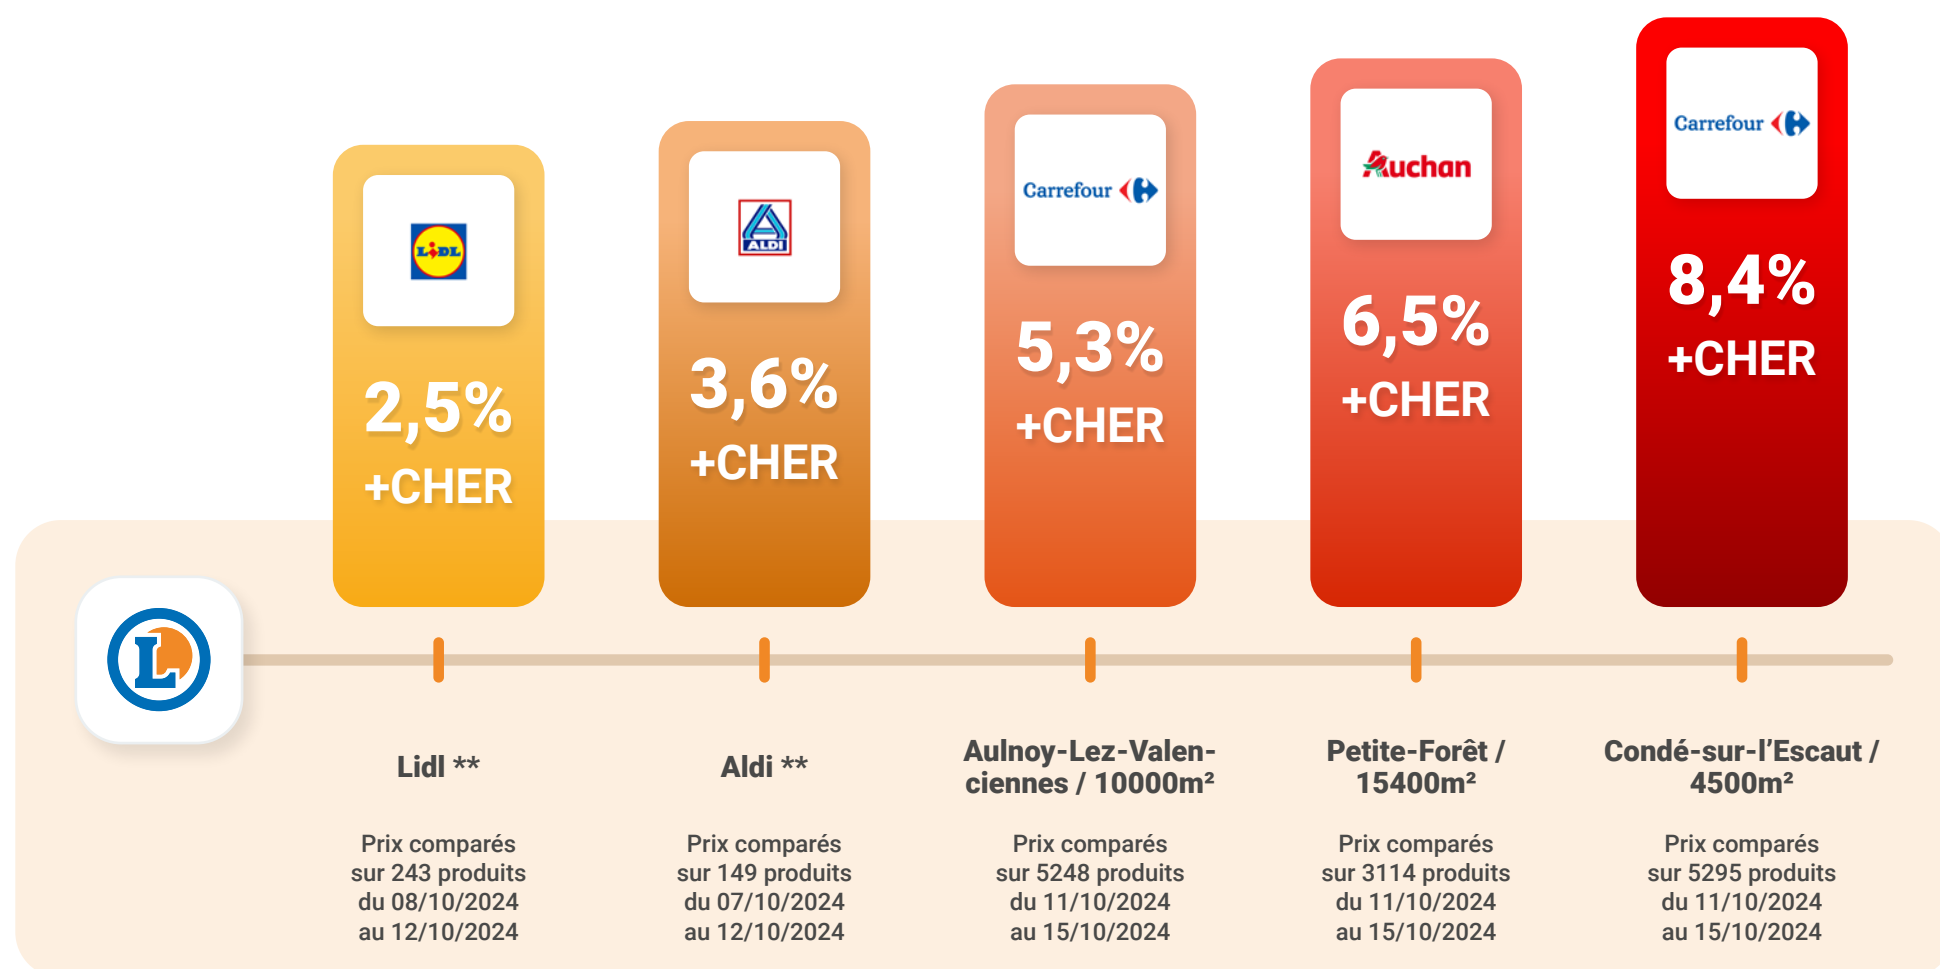 LIDL
2,5%
+CHER
ALDI
3,6%
+CHER
Carrefour
5,3%
+CHER
Auchan
6,5%
+CHER
Carrefour
8,4%
+CHER
L
Lidl **
Prix comparés
sur 243 produits
du 08/10/2024
au 12/10/2024
Aldi **
Prix comparés
sur 149 produits
du 07/10/2024
au 12/10/2024
Aulnoy-Lez-Valen-
ciennes / 10000m²
Prix comparés
sur 5248 produits
du 11/10/2024
au 15/10/2024
Petite-Forêt /
15400m²
Prix comparés
sur 3114 produits
du 11/10/2024
au 15/10/2024
Condé-sur-l’Escaut /
4500m²
Prix comparés
sur 5295 produits
du 11/10/2024
au 15/10/2024